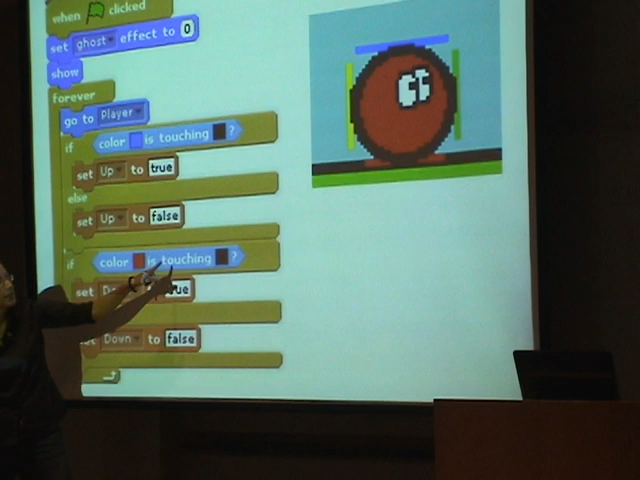 when clicked
set ghost effect to 0
show
forever
go to Player
if color is touching ?
set Up to true
else
set Up to false
if color is touching ?
set
Down to false